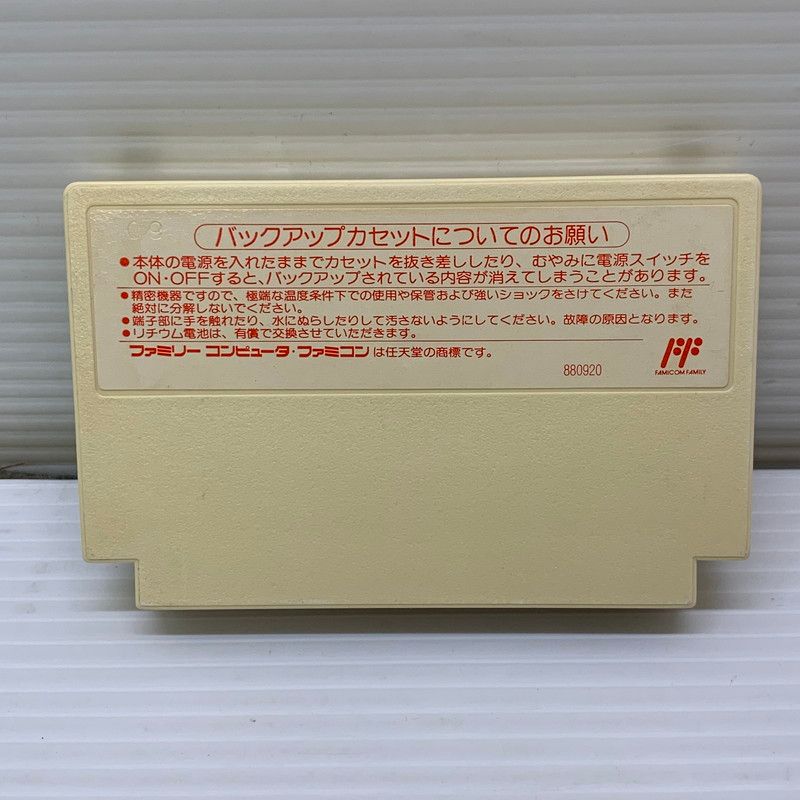 バックアップカセットについてのお願い
●本体の電源を入れたままでカセットを抜き差ししたり、むやみに電源スイッチを
ON・OFFすると、バックアップされている内容が消えてしまうことがあります。
●精密機器ですので、極端な温度条件下での使用や保管および強いショックをさけてください。また
絶対に分解しないでください。
●端子部に手を触れたり、水にぬらしたりして汚さないようにしてください。故障の原因となります。
●リチウム電池は、有償で交換させていただきます。
ファミリー コンピュータ・ファミコンは任天堂の商標です。
880920
FAMICOM FAMILY